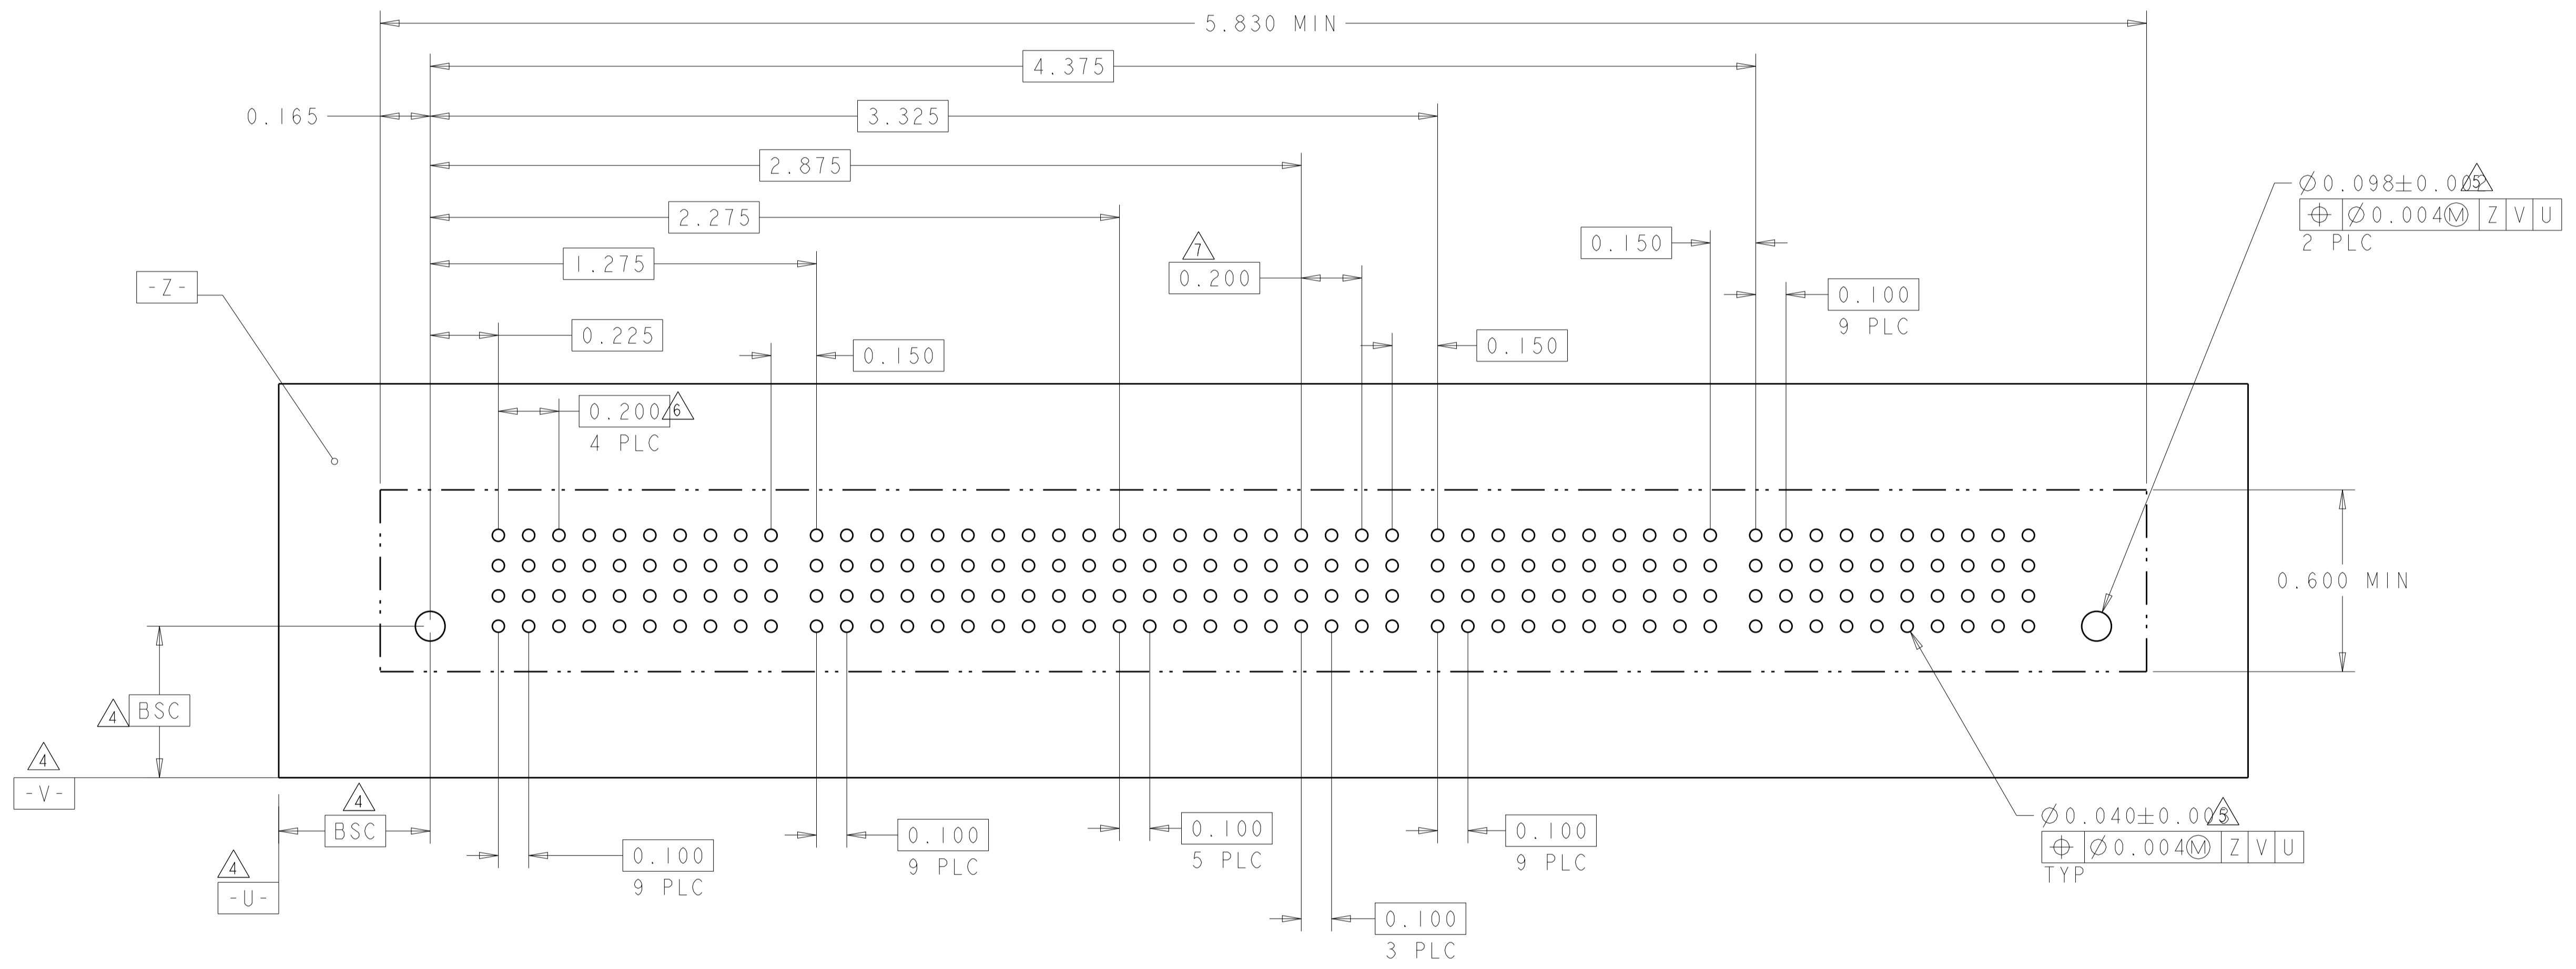 5.830 MIN
4.375
0.165
3.325
2.875
2.275
1.275
0.225
0.150
7
0.200
0.150
0.150
0.100
9 PLC
Ø0.098±0.002 5
⌖ Ø0.004Ⓜ Z V U
2 PLC
-Z-
0.200 6
4 PLC
0.600 MIN
4 BSC
4
-V-
4
BSC
4
-U-
0.100
9 PLC
0.100
9 PLC
0.100
5 PLC
0.100
3 PLC
0.100
9 PLC
Ø0.040±0.003 5
⌖ Ø0.004Ⓜ Z V U
TYP